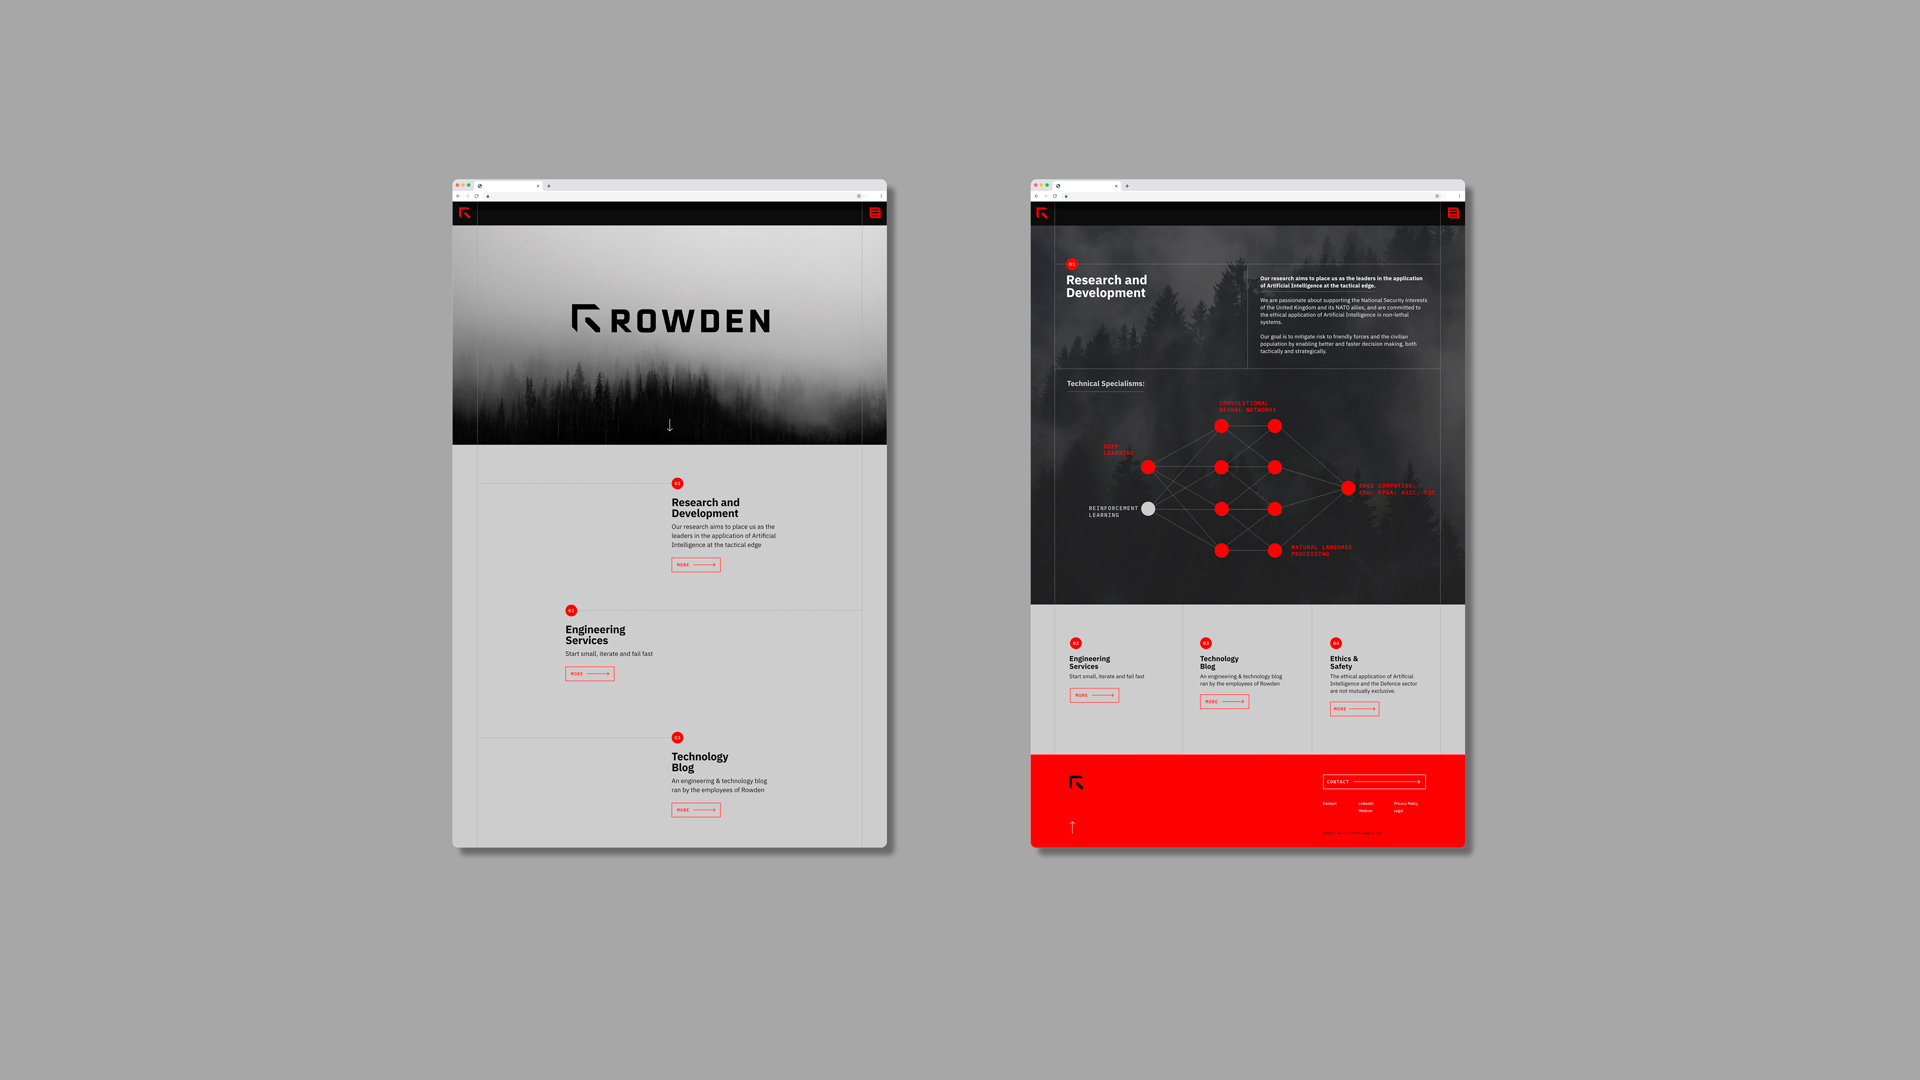 ROWDEN
01
Research and
Development
Our research aims to place us as the
leaders in the application of Artificial
Intelligence at the tactical edge
MORE
02
Engineering
Services
Start small, iterate and fail fast
MORE
03
Technology
Blog
An engineering & technology blog
ran by the employees of Rowden
MORE
01
Research and
Development
Our research aims to place us as the leaders in the application
of Artificial Intelligence at the tactical edge.
We are passionate about supporting the National Security interests
of the United Kingdom and its NATO allies, and are committed to
the ethical application of Artificial Intelligence in non-lethal
systems.
Our goal is to mitigate risk to friendly forces and the civilian
population by enabling better and faster decision making, both
tactically and strategically.
Technical Specialisms:
CONVOLUTIONAL
NEURAL NETWORKS
DEEP
LEARNING
EDGE COMPUTING;
GPU, FPGA, ASIC,
REINFORCEMENT
LEARNING
NATURAL LANGUAGE
PROCESSING
02
Engineering
Services
Start small, iterate and fail fast
MORE
03
Technology
Blog
An engineering & technology blog
ran by the employees of Rowden
MORE
04
Ethics &
Safety
The ethical application of Artificial
Intelligence and the Defence sector
are not mutually exclusive.
MORE
CONTACT
Contact
LinkedIn
Privacy Policy
Medium
Legal